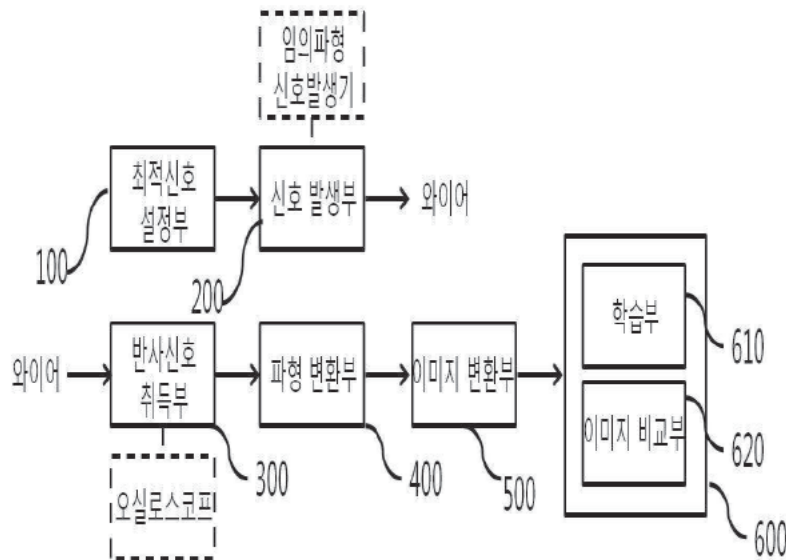 임의파형
신호발생기
최적신호
설정부
신호 발생부
와이어
100
200
학습부
610
와이어
반사신호
취득부
파형 변환부
이미지 변환부
이미지 비교부
620
300
400
500
600
오실로스코프